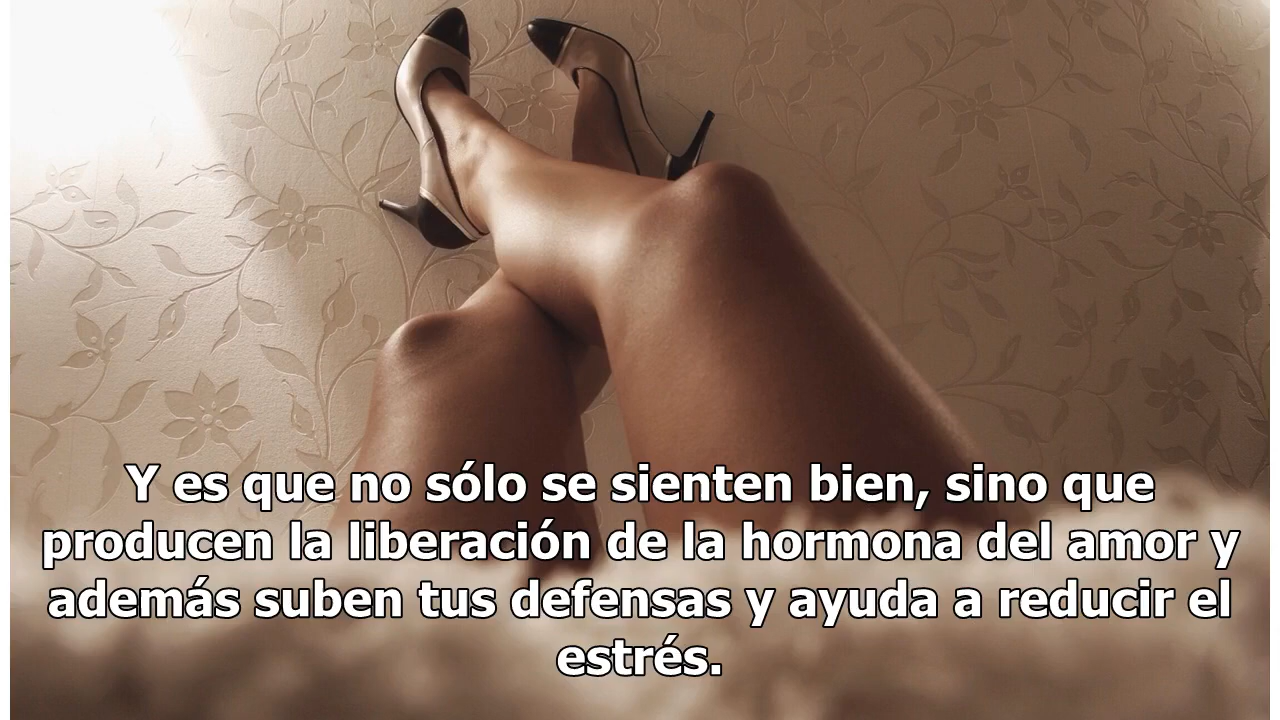 Y es que no sólo se sienten bien, sino que
producen la liberación de la hormona del amor y
además suben tus defensas y ayuda a reducir el
estrés.